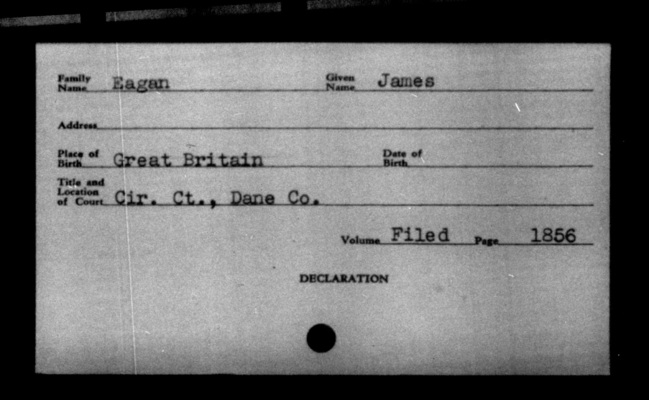 Family Name Eagan Given Name James
Address
Place of Birth Great Britain Date of Birth
Title and Location of Court Cir. Ct., Dane Co.
Volume Filed Page 1856
DECLARATION